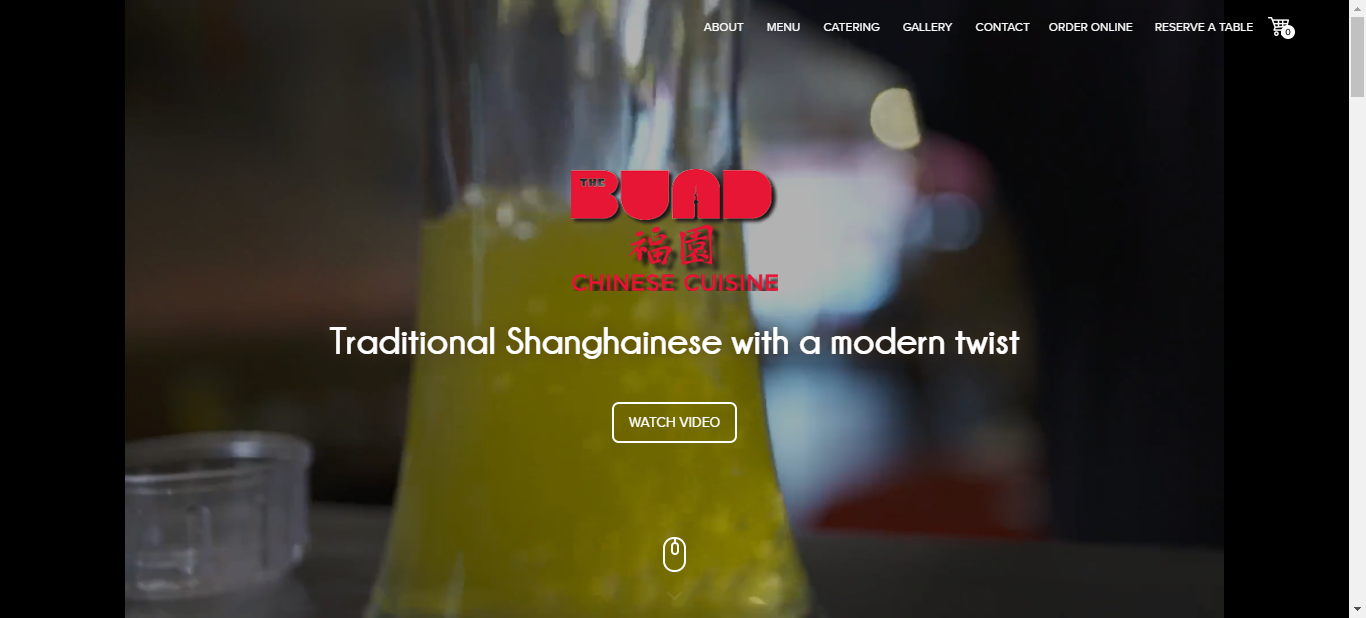 ABOUT MENU CATERING GALLERY CONTACT ORDER ONLINE RESERVE A TABLE 0
THE BUND
福園
CHINESE CUISINE
Traditional Shanghainese with a modern twist
WATCH VIDEO